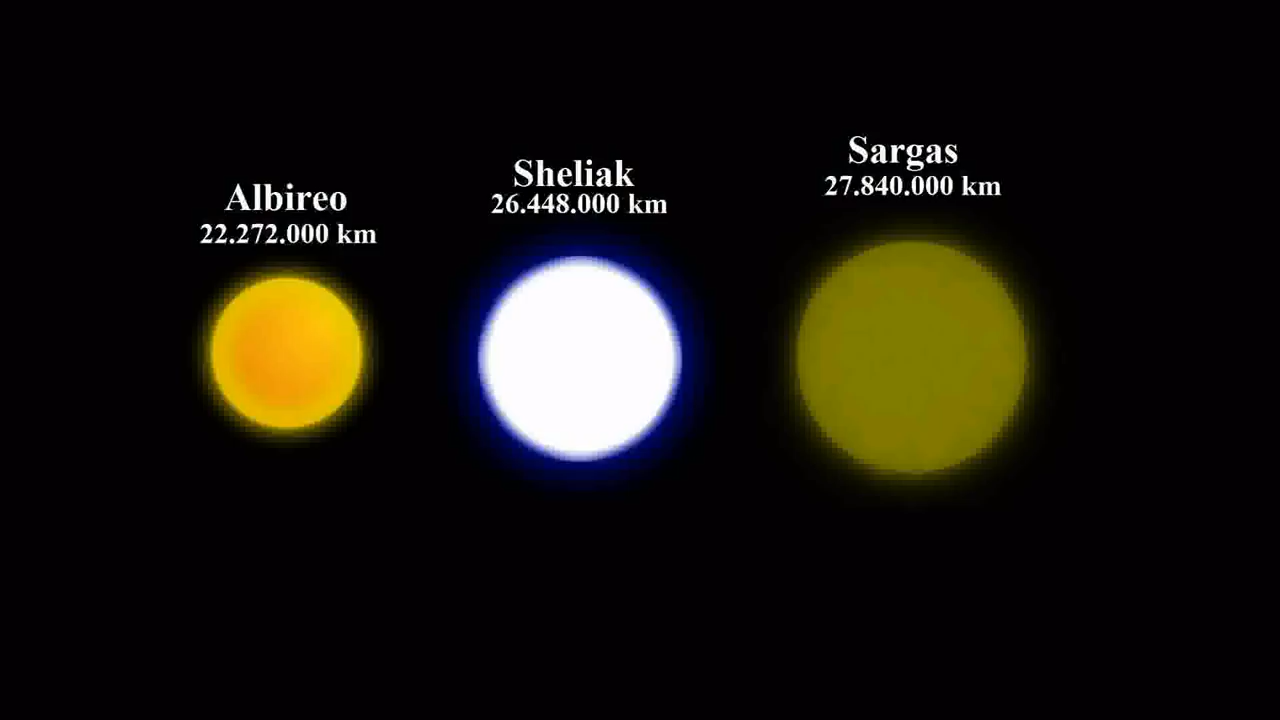 Albireo
22.272.000 km
Sheliak
26.448.000 km
Sargas
27.840.000 km